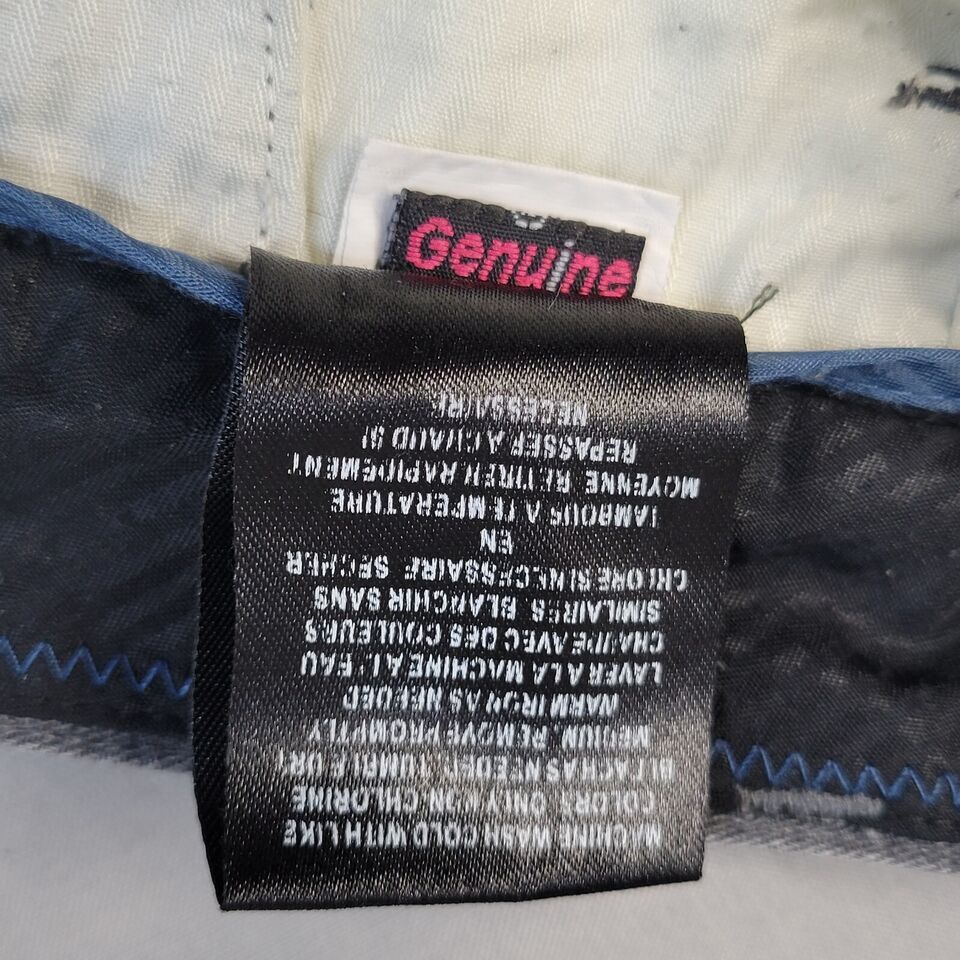 Genuine
MACHINE WASH COLD WITH LIKE
COLORS ONLY NON CHLORINE
BLEACH AS NEEDED TUMBLE DRY
MEDIUM REMOVE PROMPTLY
WARM IRON AS NEEDED
LAVER A LA MACHINE A L'EAU
CHAUDE AVEC DES COULEURS
SIMILAIRES BLANCHIR SANS
CHLORE SI NECESSAIRE SECHER
EN
TAMBOUR A TEMPERATURE
MOYENNE RETIRER RAPIDEMENT
REPASSER A CHAUD SI
NECESSAIRE